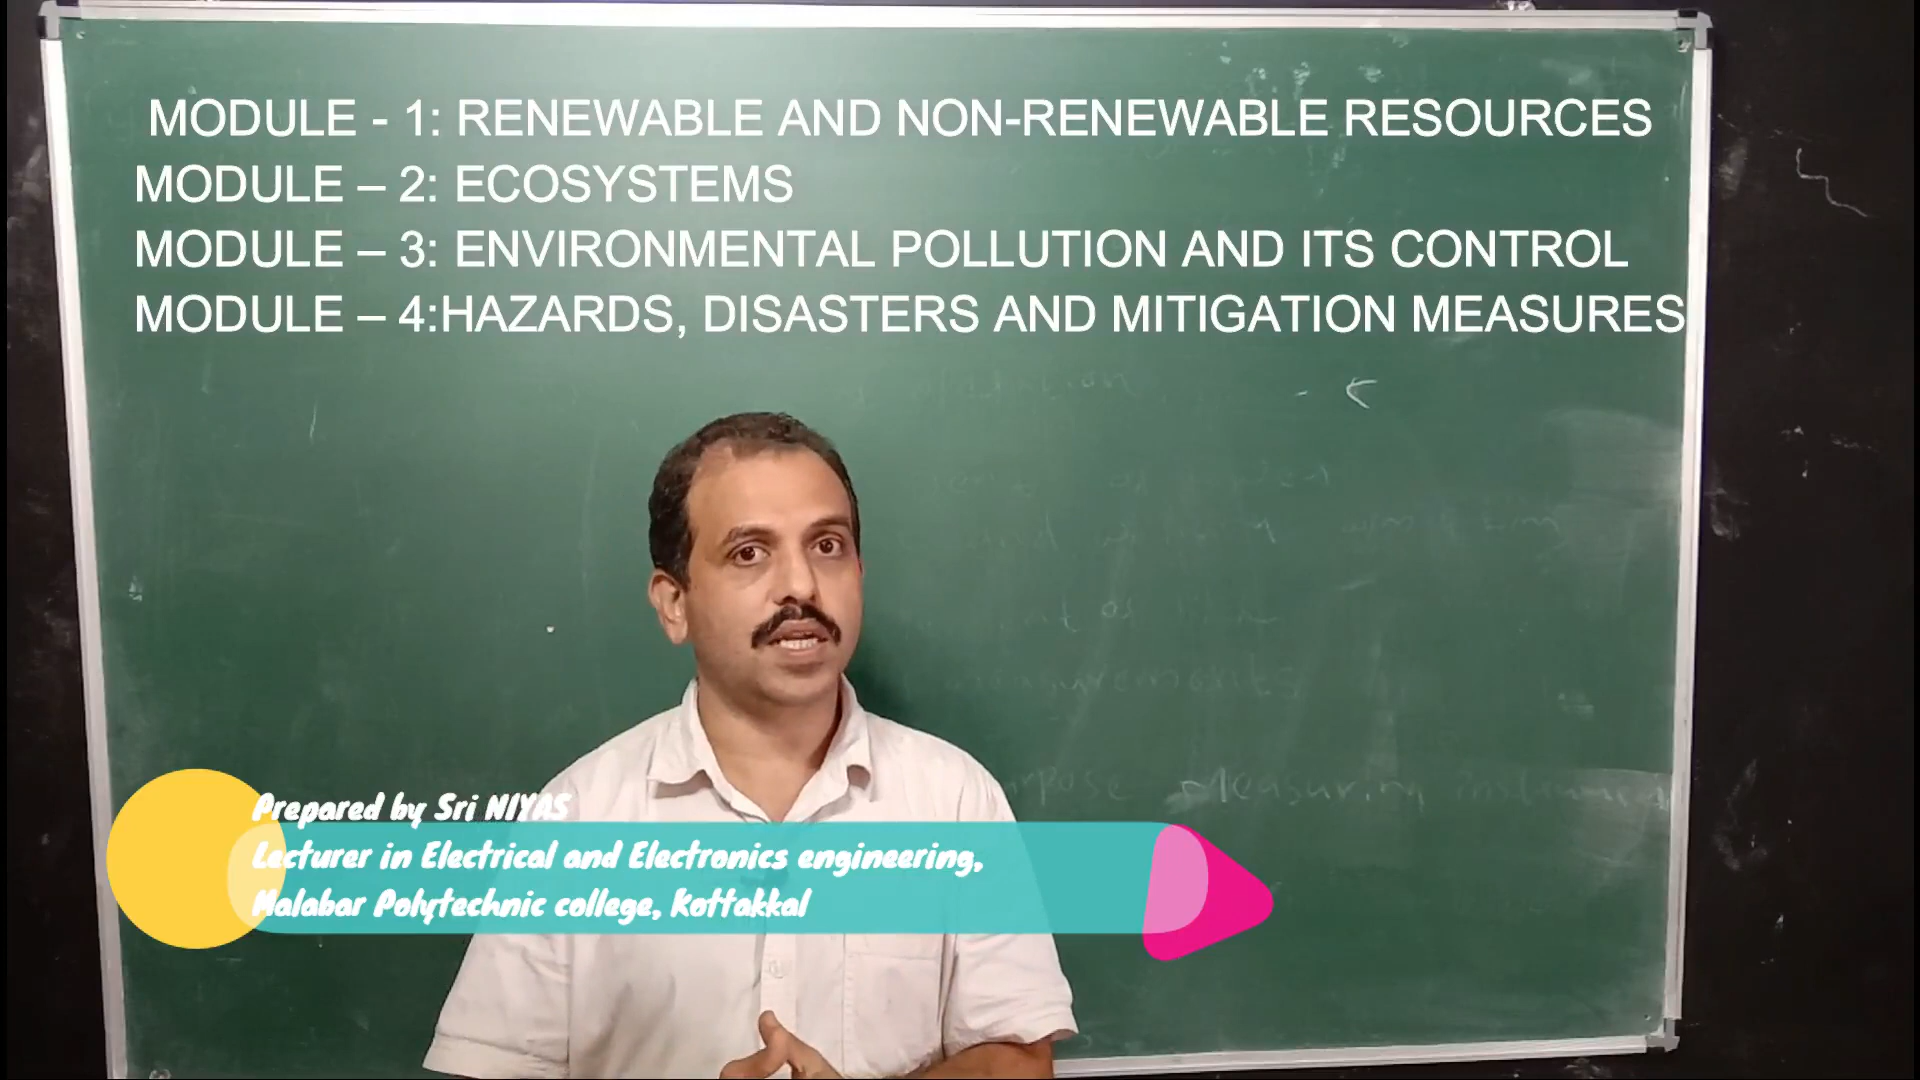 MODULE - 1: RENEWABLE AND NON-RENEWABLE RESOURCES
MODULE – 2: ECOSYSTEMS
MODULE – 3: ENVIRONMENTAL POLLUTION AND ITS CONTROL
MODULE – 4:HAZARDS, DISASTERS AND MITIGATION MEASURES
Measuring
Prepared by Sri NIYAS
Lecturer in Electrical and Electronics engineering,
Malabar Polytechnic college, Kottakkal